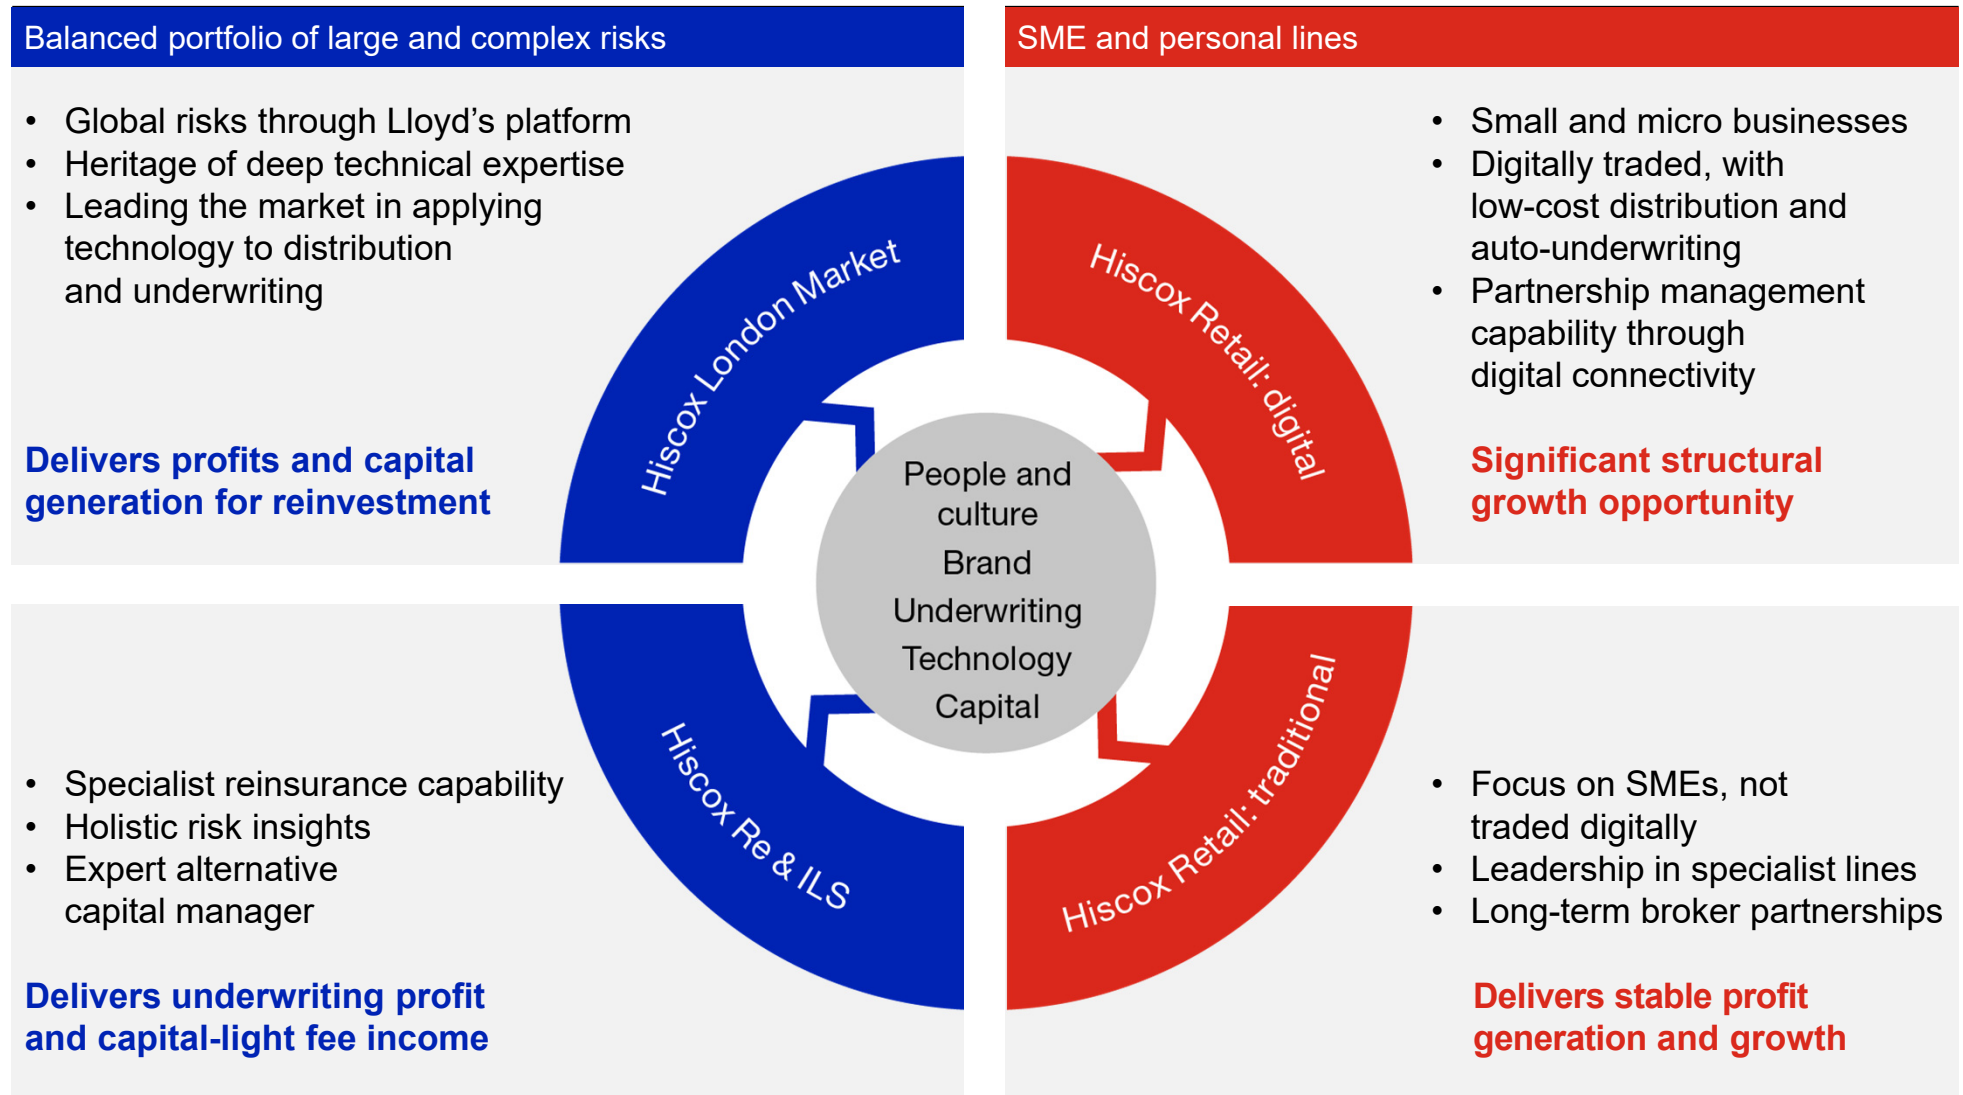 Balanced portfolio of large and complex risks
• Global risks through Lloyd’s platform
• Heritage of deep technical expertise
• Leading the market in applying
technology to distribution
and underwriting
Delivers profits and capital
generation for reinvestment
Hiscox London Market
SME and personal lines
• Small and micro businesses
• Digitally traded, with
low-cost distribution and
auto-underwriting
• Partnership management
capability through
digital connectivity
Significant structural
growth opportunity
Hiscox Retail: digital
People and
culture
Brand
Underwriting
Technology
Capital
• Specialist reinsurance capability
• Holistic risk insights
• Expert alternative
capital manager
Delivers underwriting profit
and capital-light fee income
Hiscox Re & ILS
Hiscox Retail: traditional
• Focus on SMEs, not
traded digitally
• Leadership in specialist lines
• Long-term broker partnerships
Delivers stable profit
generation and growth